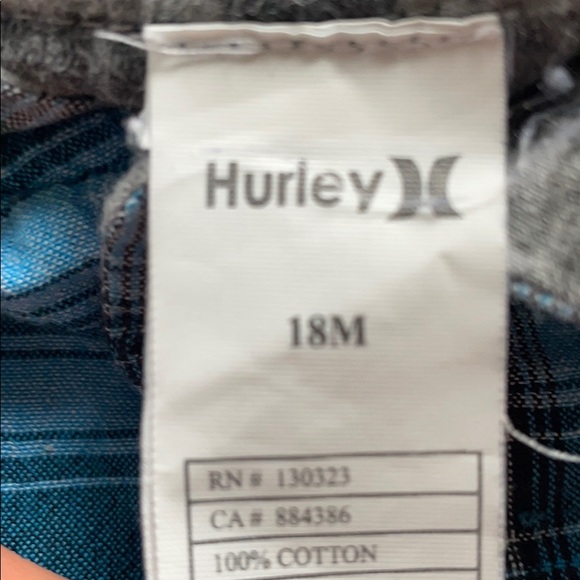 Hurley
18M
RN # 130323
CA # 884386
100% COTTON